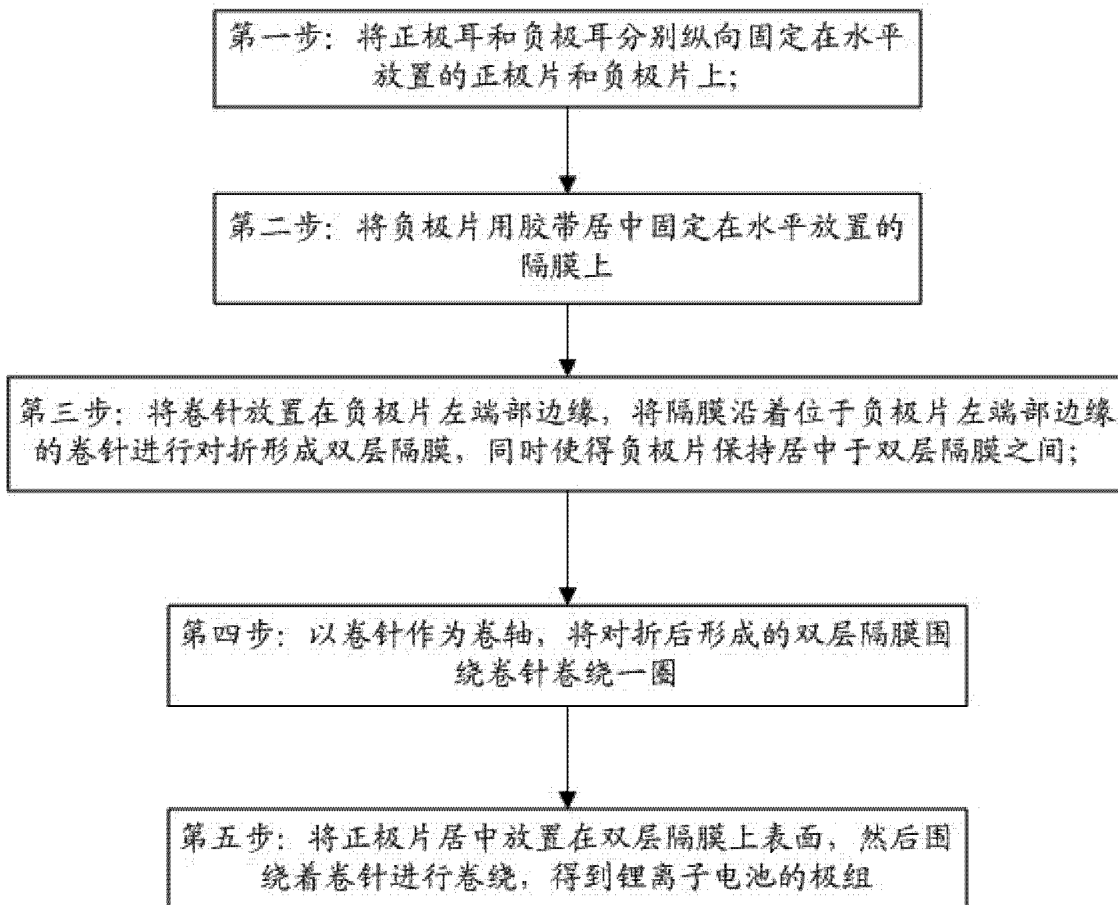 第一步：将正极耳和负极耳分别纵向固定在水平
放置的正极片和负极片上；
第二步：将负极片用胶带居中固定在水平放置的
隔膜上
第三步：将卷针放置在负极片左端部边缘，将隔膜沿着位于负极片左端部边缘
的卷针进行对折形成双层隔膜，同时使得负极片保持居中于双层隔膜之间；
第四步：以卷针作为卷轴，将对折后形成的双层隔膜围
绕卷针卷绕一圈
第五步：将正极片居中放置在双层隔膜上表面，然后围
绕着卷针进行卷绕，得到锂离子电池的极组